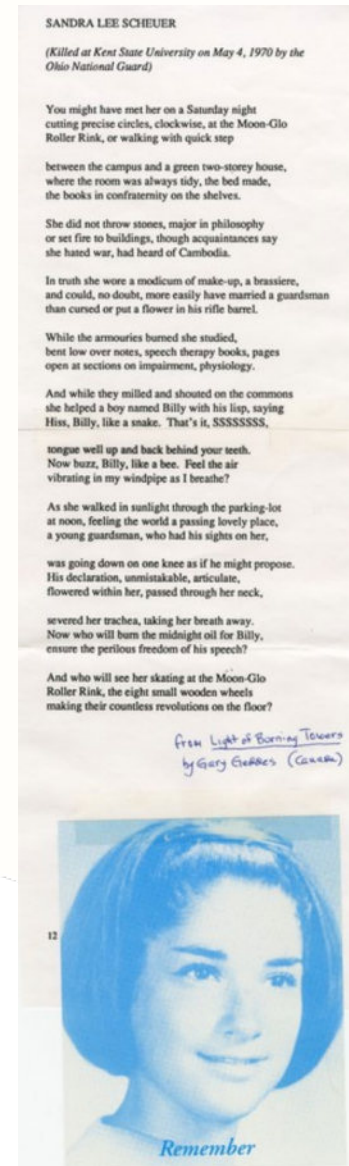 SANDRA LEE SCHEUER
(Killed at Kent State University on May 4, 1970 by the
Ohio National Guard)
You might have met her on a Saturday night
cutting precise circles, clockwise, at the Moon-Glo
Roller Rink, or walking with quick step
between the campus and a green two-storey house,
where the room was always tidy, the bed made,
the books in confraternity on the shelves.
She did not throw stones, major in philosophy
or set fire to buildings, though acquaintances say
she hated war, had heard of Cambodia.
In truth she wore a modicum of make-up, a brassiere,
and could, no doubt, more easily have married a guardsman
than cursed or put a flower in his rifle barrel.
While the armouries burned she studied,
bent low over notes, speech therapy books, pages
open at sections on impairment, physiology.
And while they milled and shouted on the commons
she helped a boy named Billy with his lisp, saying
Hiss, Billy, like a snake. That's it, SSSSSSSS,
tongue well up and back behind your teeth.
Now buzz, Billy, like a bee. Feel the air
vibrating in my windpipe as I breathe?
As she walked in sunlight through the parking-lot
at noon, feeling the world a passing lovely place,
a young guardsman, who had his sights on her,
was going down on one knee as if he might propose.
His declaration, unmistakable, articulate,
flowered within her, passed through her neck,
severed her trachea, taking her breath away.
Now who will burn the midnight oil for Billy,
ensure the perilous freedom of his speech?
And who will see her skating at the Moon-Glo
Roller Rink, the eight small wooden wheels
making their countless revolutions on the floor?
from Light of Burning Towers
by Gary Geddes (Canada)
12
Remember